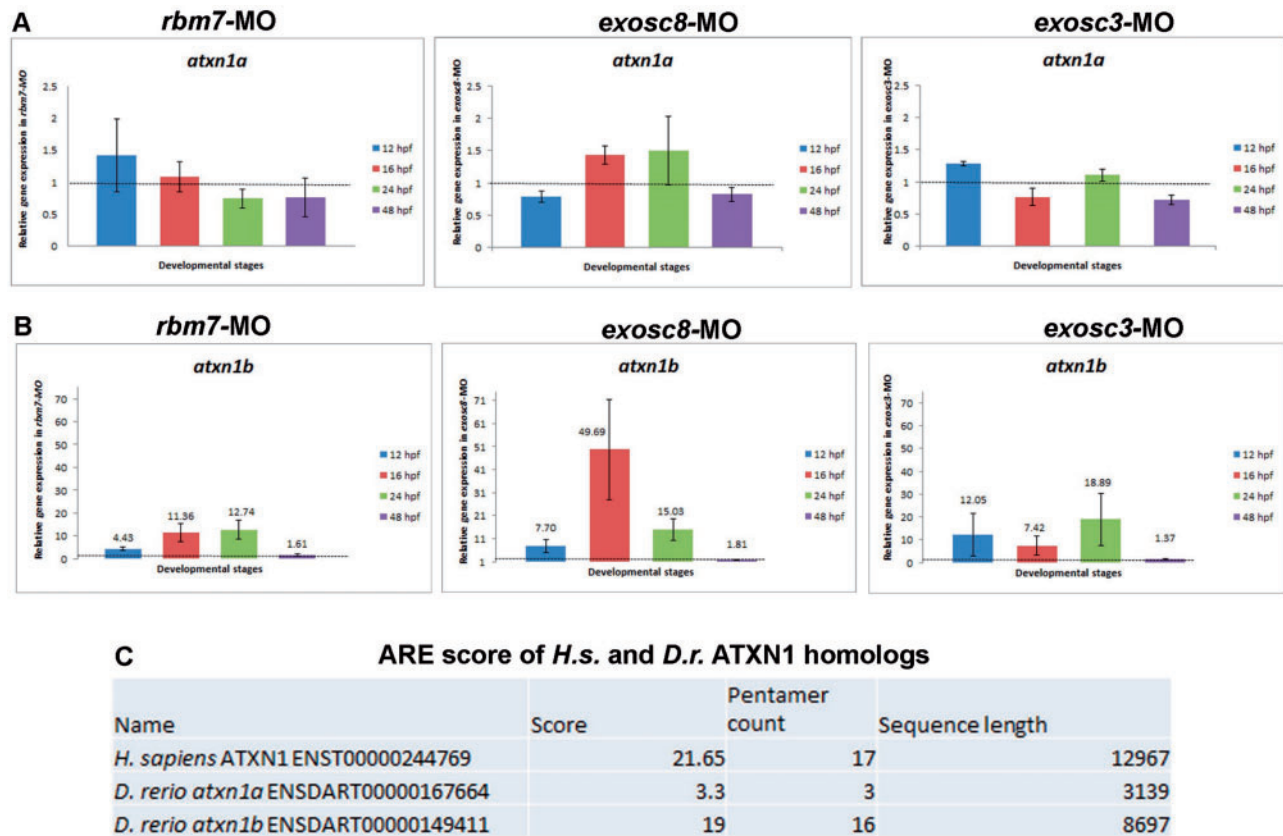 A
rbm7-MO
exosc8-MO
exosc3-MO
atxn1a
Relative gene expression in rbm7-MO
2.5
2
1.5
1
0.5
0
12 hpf
16 hpf
24 hpf
48 hpf
Developmental stages
atxn1a
Relative gene expression in exosc8-MO
2.5
2
1.5
1
0.5
0
12 hpf
16 hpf
24 hpf
48 hpf
Developmental stages
atxn1a
Relative gene expression in exosc3-MO
2.5
2
1.5
1
0.5
0
12 hpf
16 hpf
24 hpf
48 hpf
Developmental stages
B
rbm7-MO
exosc8-MO
exosc3-MO
atxn1b
Relative gene expression in rbm7-MO
70
60
50
40
30
20
10
0
4.43
11.36
12.74
1.61
12 hpf
16 hpf
24 hpf
48 hpf
Developmental stages
atxn1b
Relative gene expression in exosc8-MO
71
61
51
41
31
21
11
1
7.70
49.69
15.03
1.81
12 hpf
16 hpf
24 hpf
48 hpf
Developmental stages
atxn1b
Relative gene expression in exosc3-MO
70
60
50
40
30
20
10
0
12.05
7.42
18.89
1.37
12 hpf
16 hpf
24 hpf
48 hpf
Developmental stages
C
ARE score of H.s. and D.r. ATXN1 homologs
Name Score Pentamer count Sequence length
H. sapiens ATXN1 ENST00000244769 21.65 17 12967
D. rerio atxn1a ENSDART00000167664 3.3 3 3139
D. rerio atxn1b ENSDART00000149411 19 16 8697